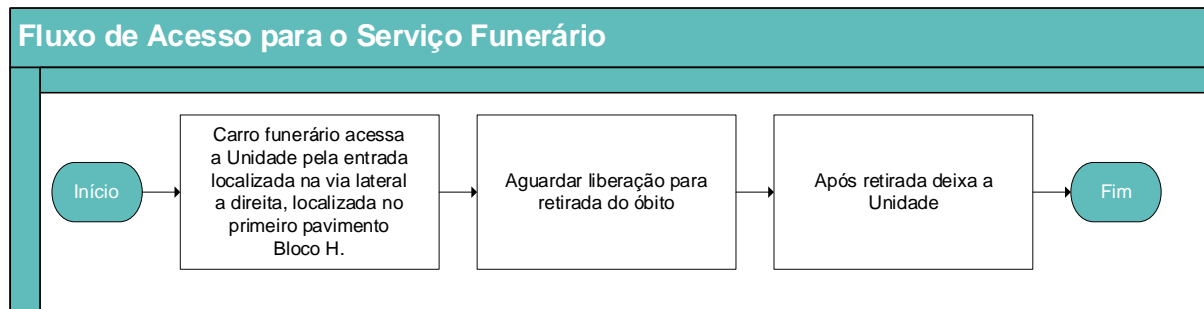 Fluxo de Acesso para o Serviço Funerário
Início
Carro funerário acessa
a Unidade pela entrada
localizada na via lateral
a direita, localizada no
primeiro pavimento
Bloco H.
Aguardar liberação para
retirada do óbito
Após retirada deixa a
Unidade
Fim